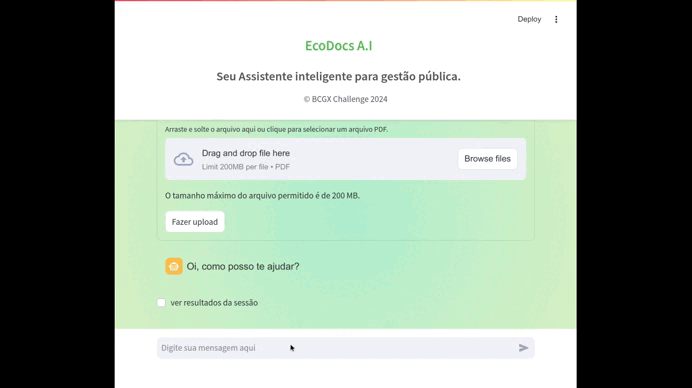 Deploy
EcoDocs A.I
Seu Assistente inteligente para gestão pública.
© BCGX Challenge 2024
Arraste e solte o arquivo aqui ou clique para selecionar um arquivo PDF.
Drag and drop file here
Limit 200MB per file • PDF
Browse files
O tamanho máximo do arquivo permitido é de 200 MB.
Fazer upload
Oi, como posso te ajudar?
ver resultados da sessão
Digite sua mensagem aqui